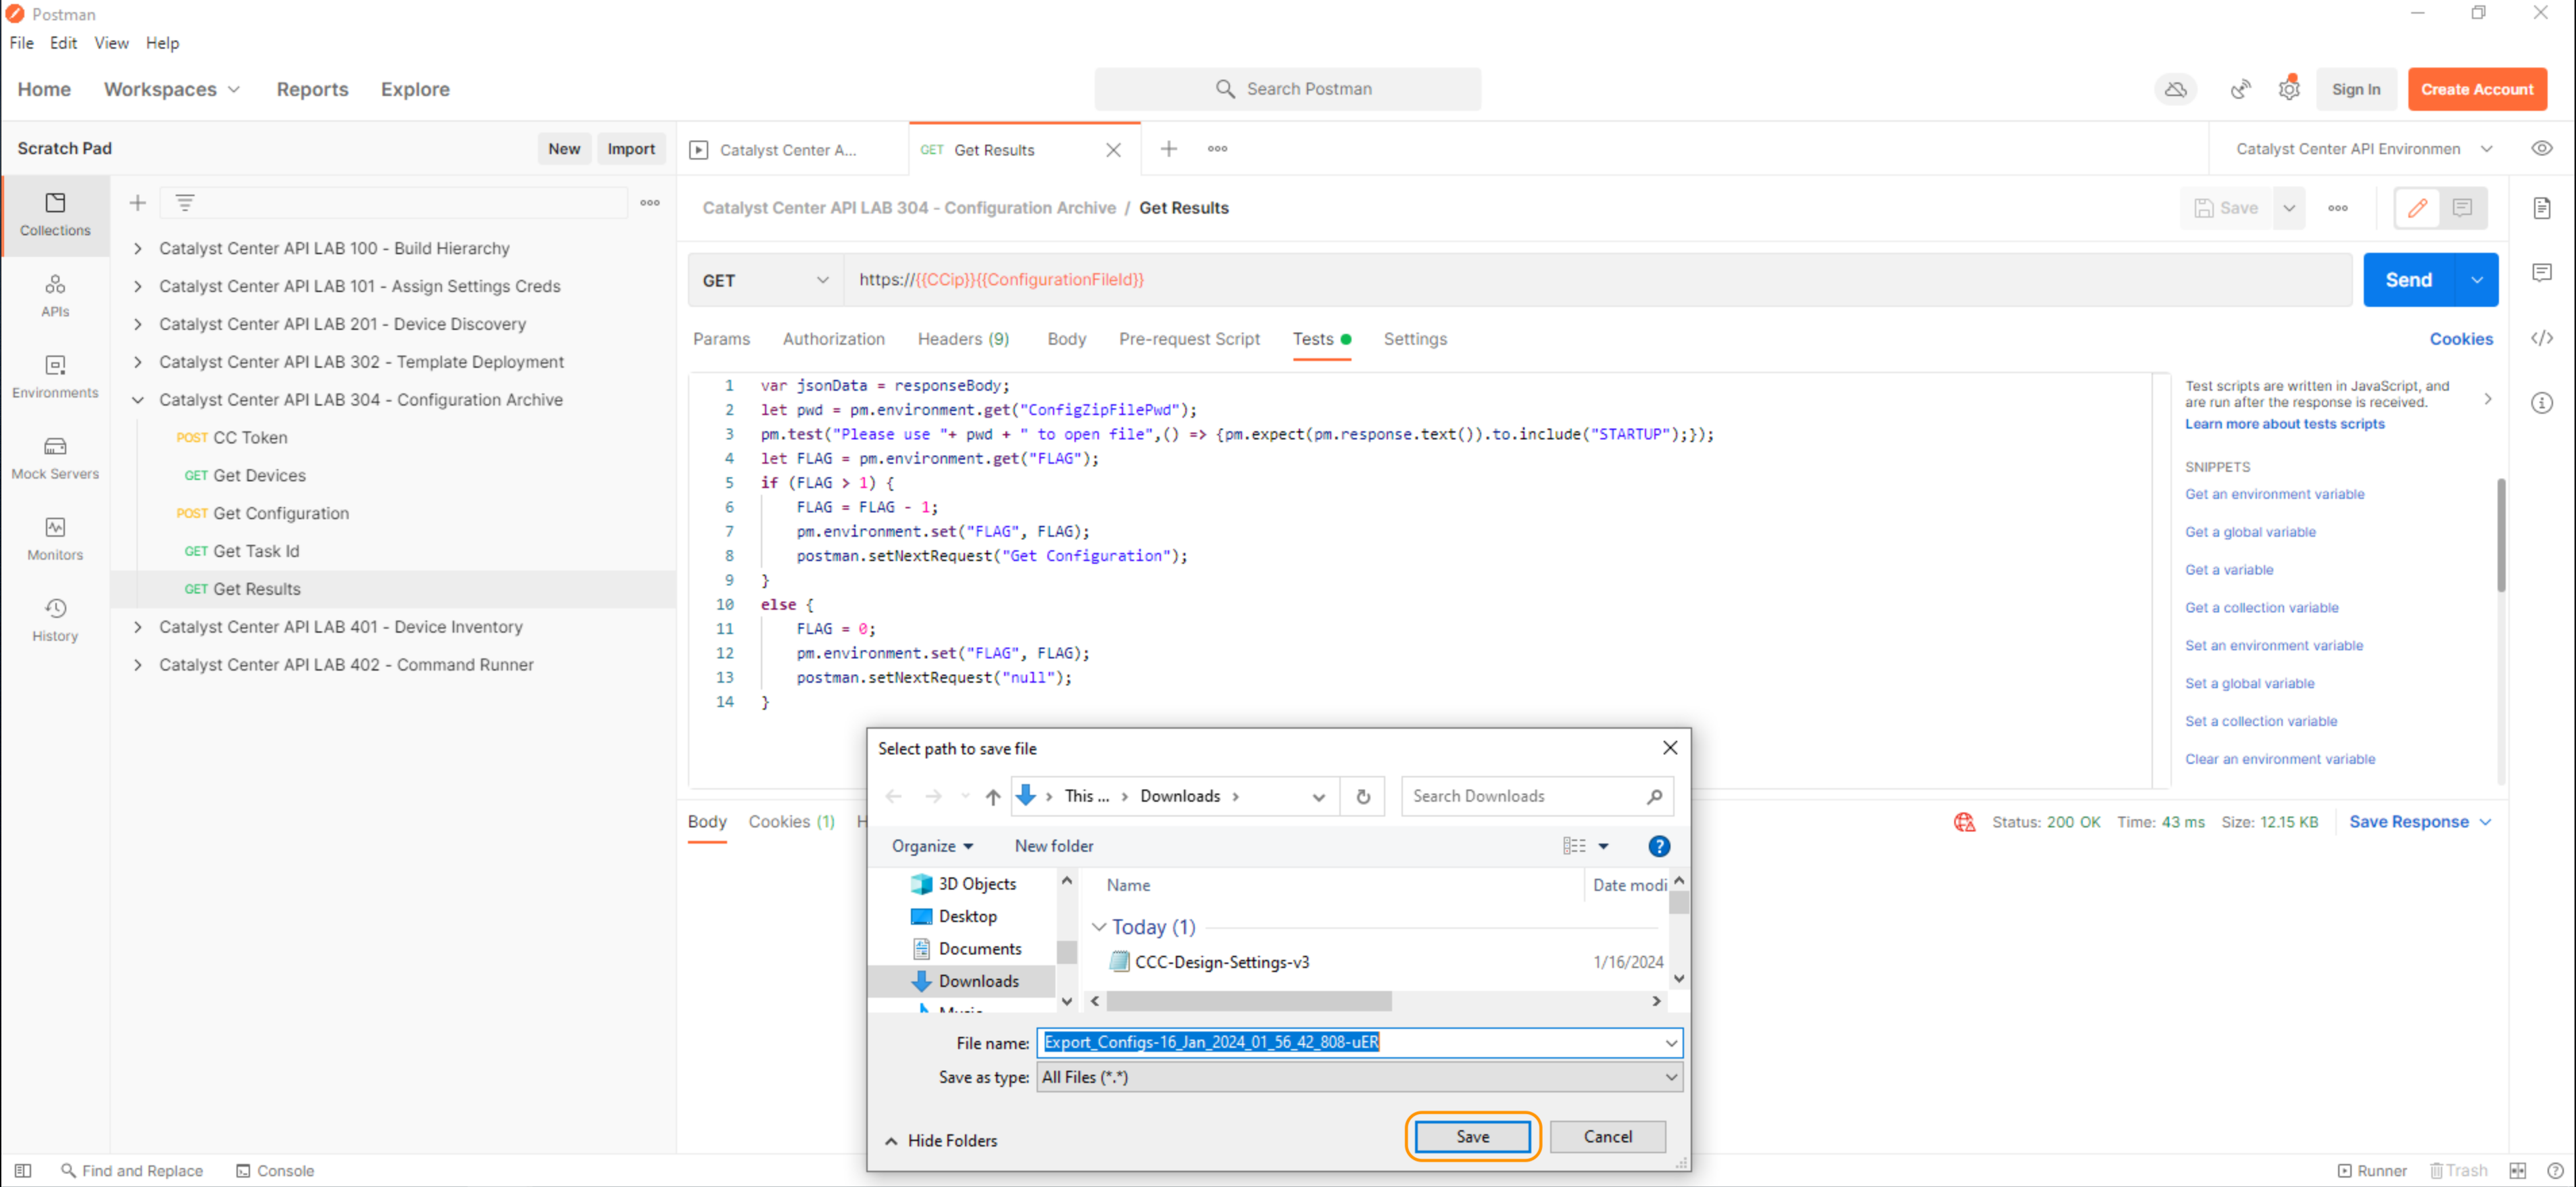 Postman
File Edit View Help
Home Workspaces Reports Explore
Search Postman
Sign In
Create Account
Scratch Pad
New
Import
Catalyst Center A...
GET Get Results
Catalyst Center API Environmen
Collections
APIs
Environments
Mock Servers
Monitors
History
Catalyst Center API LAB 100 - Build Hierarchy
Catalyst Center API LAB 101 - Assign Settings Creds
Catalyst Center API LAB 201 - Device Discovery
Catalyst Center API LAB 302 - Template Deployment
Catalyst Center API LAB 304 - Configuration Archive
POST CC Token
GET Get Devices
POST Get Configuration
GET Get Task Id
GET Get Results
Catalyst Center API LAB 401 - Device Inventory
Catalyst Center API LAB 402 - Command Runner
Catalyst Center API LAB 304 - Configuration Archive / Get Results
Save
GET
https://{{CCip}}{{ConfigurationFileId}}
Send
Params Authorization Headers (9) Body Pre-request Script Tests Settings
Cookies
1 var jsonData = responseBody;
2 let pwd = pm.environment.get("ConfigZipFilePwd");
3 pm.test("Please use "+ pwd + " to open file",() => {pm.expect(pm.response.text()).to.include("STARTUP");});
4 let FLAG = pm.environment.get("FLAG");
5 if (FLAG > 1) {
6 FLAG = FLAG - 1;
7 pm.environment.set("FLAG", FLAG);
8 postman.setNextRequest("Get Configuration");
9 }
10 else {
11 FLAG = 0;
12 pm.environment.set("FLAG", FLAG);
13 postman.setNextRequest("null");
14 }
Test scripts are written in JavaScript, and
are run after the response is received.
Learn more about tests scripts
SNIPPETS
Get an environment variable
Get a global variable
Get a variable
Get a collection variable
Set an environment variable
Set a global variable
Set a collection variable
Clear an environment variable
Body Cookies (1) H
Status: 200 OK Time: 43 ms Size: 12.15 KB
Save Response
Select path to save file
This ... Downloads
Search Downloads
Organize New folder
3D Objects
Desktop
Documents
Downloads
Music
Name Date modi
Today (1)
CCC-Design-Settings-v3 1/16/2024
File name: Export_Configs-16_Jan_2024_01_56_42_808-uER
Save as type: All Files (*.*)
Hide Folders
Save
Cancel
Find and Replace Console
Runner Trash